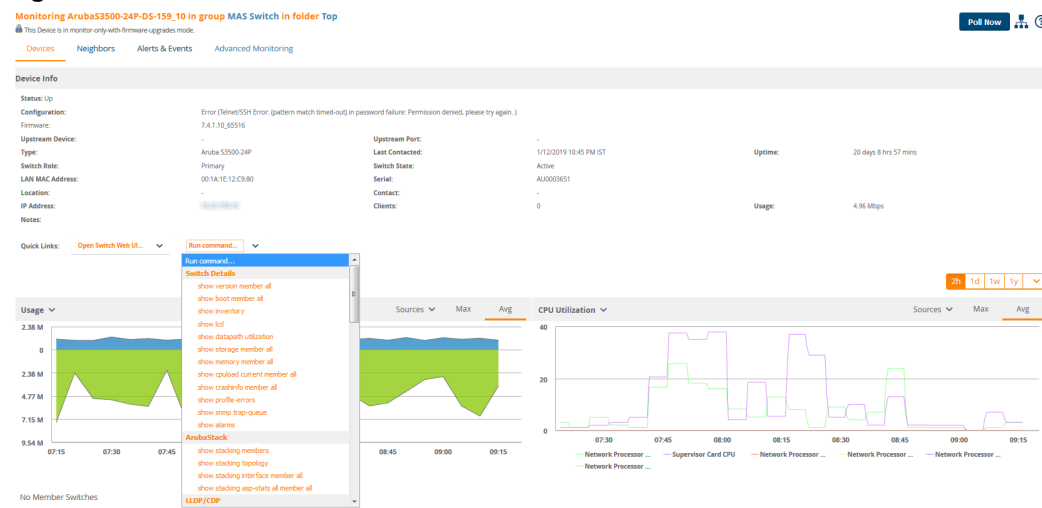 Monitoring ArubaS3500-24P-DS-159_10 in group MAS Switch in folder Top
This Device is in monitor-only-with-firmware-upgrades mode.
Poll Now
Devices Neighbors Alerts & Events Advanced Monitoring
Device Info
Status: Up
Configuration: Error (Telnet/SSH Error: (pattern match timed-out) in password failure: Permission denied, please try again. )
Firmware: 7.4.1.10_65516
Upstream Device: - Upstream Port: -
Type: Aruba S3500-24P Last Contacted: 1/12/2019 10:45 PM IST Uptime: 20 days 8 hrs 57 mins
Switch Role: Primary Switch State: Active
LAN MAC Address: 00:1A:1E:12:C9:80 Serial: AU0003651
Location: - Contact: -
IP Address: Clients: 0 Usage: 4.96 Mbps
Notes:
Quick Links: Open Switch Web UI... Run command...
Run command...
Switch Details
show version member all
show boot member all
show inventory
show lcd
show datapath utilization
show storage member all
show memory member all
show cpuload current member all
show crashinfo member all
show profile-errors
show snmp trap-queue
show alarms
ArubaStack
show stacking members
show stacking topology
show stacking interface member all
show stacking asp-stats all member all
LLDP/CDP
2h 1d 1w 1y
Usage Sources Max Avg
2.38 M
0
2.38 M
4.77 M
7.15 M
9.54 M
07:15 07:30 07:45 08:45 09:00 09:15
CPU Utilization Sources Max Avg
40
20
0
07:30 07:45 08:00 08:15 08:30 08:45 09:00 09:15
Network Processor ... Supervisor Card CPU Network Processor ... Network Processor ... Network Processor ...
Network Processor ...
No Member Switches